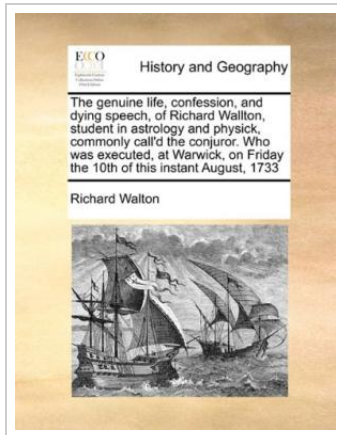 ECCO
History and Geography
The genuine life, confession, and
dying speech, of Richard Wallton,
student in astrology and physick,
commonly call'd the conjuror. Who
was executed, at Warwick, on Friday
the 10th of this instant August, 1733
Richard Walton